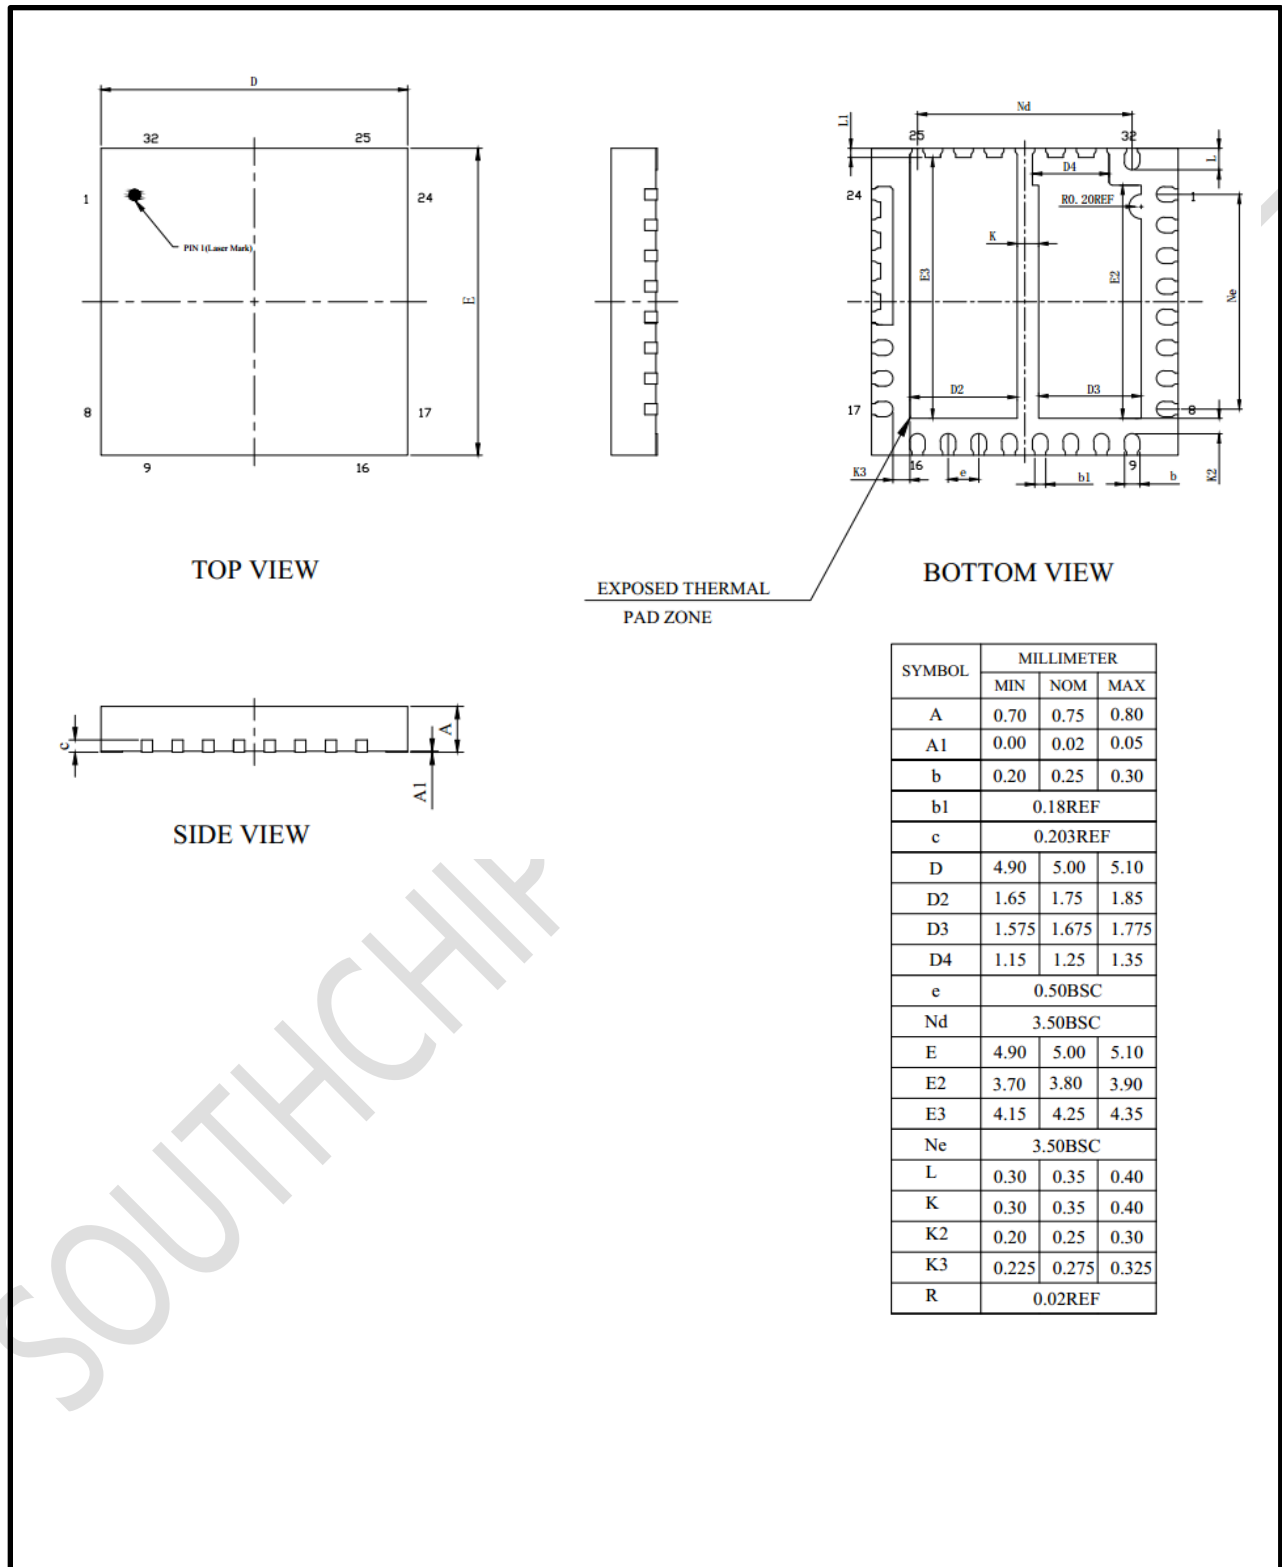 D
32 25
1 24
PIN 1(Laser Mark)
E
8 17
9 16
TOP VIEW
Nd
L1
25 32
L
D4
24 1
R0. 20REF
K
E3
E2
Ne
D2
D3
17 8
K3
16
e
b1
9
b
K2
BOTTOM VIEW
EXPOSED THERMAL
PAD ZONE
c
A
A1
SIDE VIEW
SYMBOL MILLIMETER
MIN NOM MAX
A 0.70 0.75 0.80
A1 0.00 0.02 0.05
b 0.20 0.25 0.30
b1 0.18REF
c 0.203REF
D 4.90 5.00 5.10
D2 1.65 1.75 1.85
D3 1.575 1.675 1.775
D4 1.15 1.25 1.35
e 0.50BSC
Nd 3.50BSC
E 4.90 5.00 5.10
E2 3.70 3.80 3.90
E3 4.15 4.25 4.35
Ne 3.50BSC
L 0.30 0.35 0.40
K 0.30 0.35 0.40
K2 0.20 0.25 0.30
K3 0.225 0.275 0.325
R 0.02REF
SOUTHCHIP